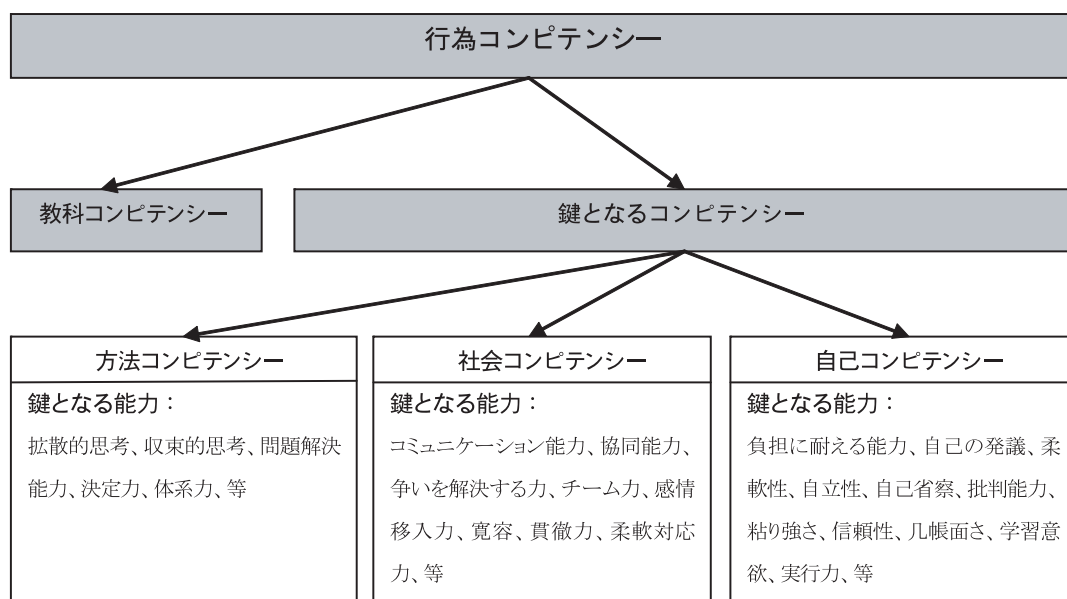 行為コンピテンシー
教科コンピテンシー
鍵となるコンピテンシー
方法コンピテンシー
鍵となる能力：
拡散的思考、収束的思考、問題解決
能力、決定力、体系力、等
社会コンピテンシー
鍵となる能力：
コミュニケーション能力、協同能力、
争いを解決する力、チーム力、感情
移入力、寛容、貫徹力、柔軟対応
力、等
自己コンピテンシー
鍵となる能力：
負担に耐える能力、自己の発議、柔
軟性、自立性、自己省察、批判能力、
粘り強さ、信頼性、几帳面さ、学習意
欲、実行力、等